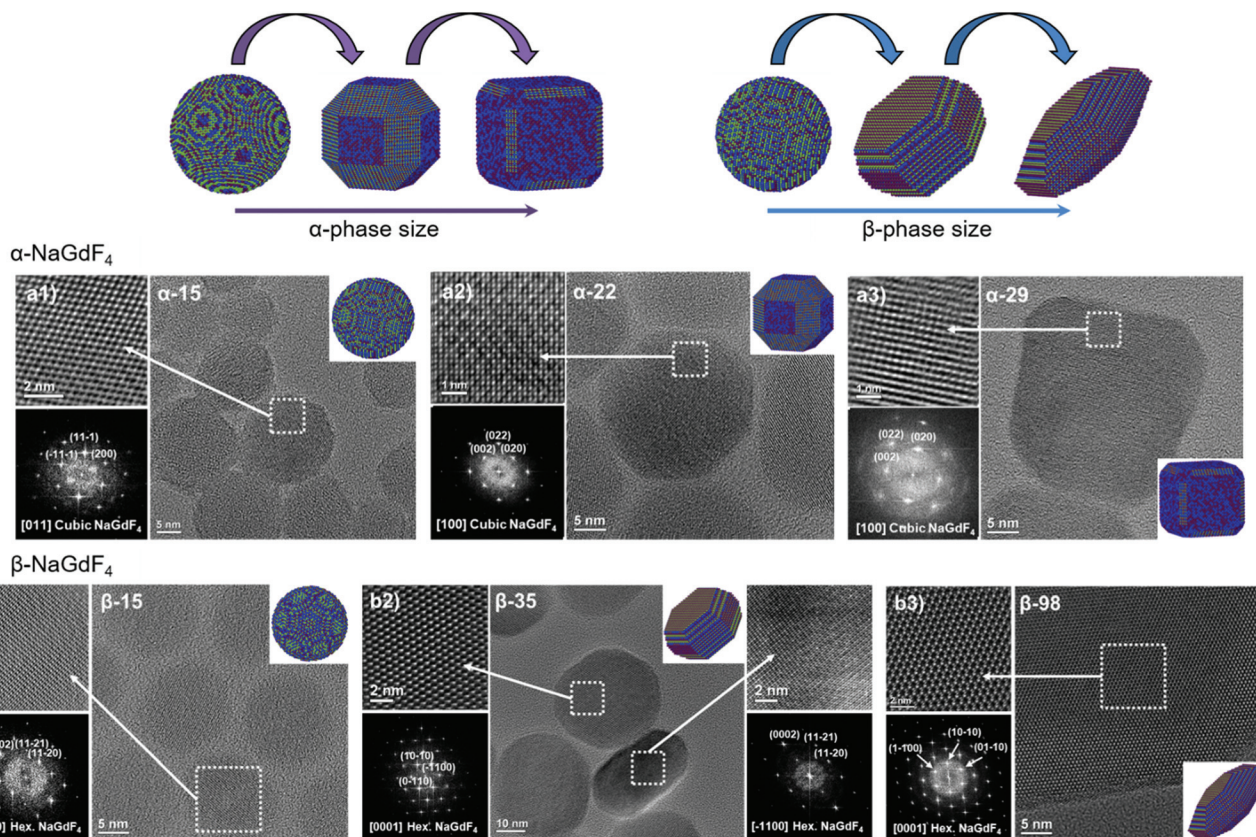 α-phase size
β-phase size
α-NaGdF₄
a1)
α-15
2 nm
(11-1)
(-11-1)
(200)
[011] Cubic NaGdF₄
5 nm
a2)
α-22
1 nm
(022)
(002)
(020)
[100] Cubic NaGdF₄
5 nm
a3)
α-29
1 nm
(022)
(020)
(002)
[100] Cubic NaGdF₄
5 nm
β-NaGdF₄
β-15
(11-21)
(11-20)
Hex. NaGdF₄
5 nm
b2)
β-35
2 nm
2 nm
(10-10)
(-1100)
(0-110)
[0001] Hex. NaGdF₄
10 nm
(0002)
(11-21)
(11-20)
[-1100] Hex. NaGdF₄
b3)
β-98
2 nm
(10-10)
(1-100)
(01-10)
[0001] Hex. NaGdF₄
5 nm